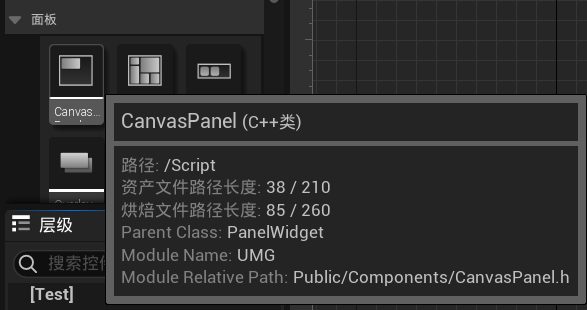 面板
Canvas...
CanvasPanel (C++类)
路径: /Script
资产文件路径长度: 38 / 210
烘焙文件路径长度: 85 / 260
Parent Class: PanelWidget
Module Name: UMG
Module Relative Path: Public/Components/CanvasPanel.h
层级
搜索控
[Test]